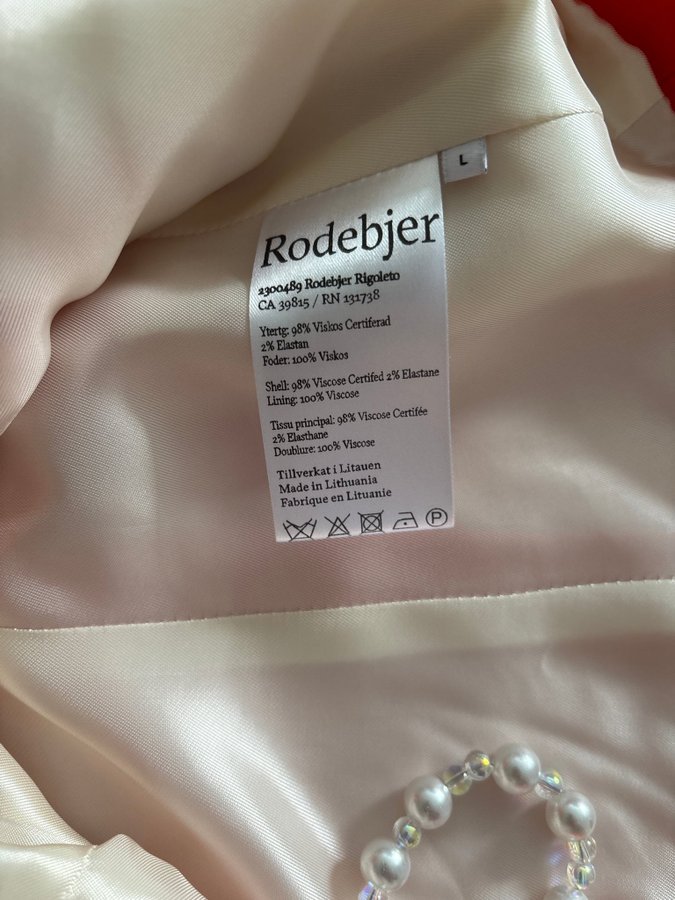 L
Rodebjer
2300489 Rodebjer Rigoleto
CA 39815 / RN 131738
Ytertg: 98% Viskos Certiferad
2% Elastan
Foder: 100% Viskos
Shell: 98% Viscose Certifed 2% Elastane
Lining: 100% Viscose
Tissu principal: 98% Viscose Certifée
2% Elasthane
Doublure: 100% Viscose
Tillverkat i Litauen
Made in Lithuania
Fabrique en Lituanie
P